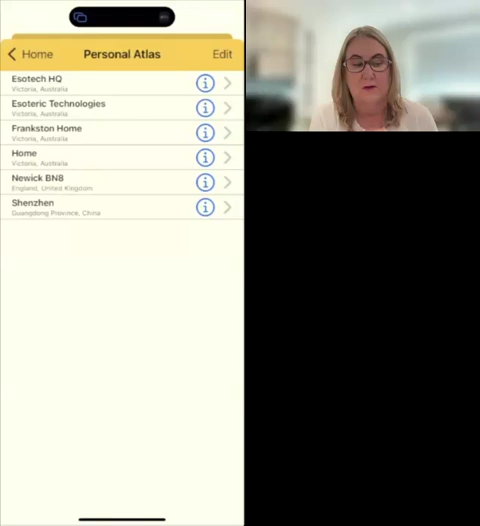 Home
Personal Atlas
Edit
Esotech HQ
Victoria, Australia
Esoteric Technologies
Victoria, Australia
Frankston Home
Victoria, Australia
Home
Victoria, Australia
Newick BN8
England, United Kingdom
Shenzhen
Guangdong Province, China